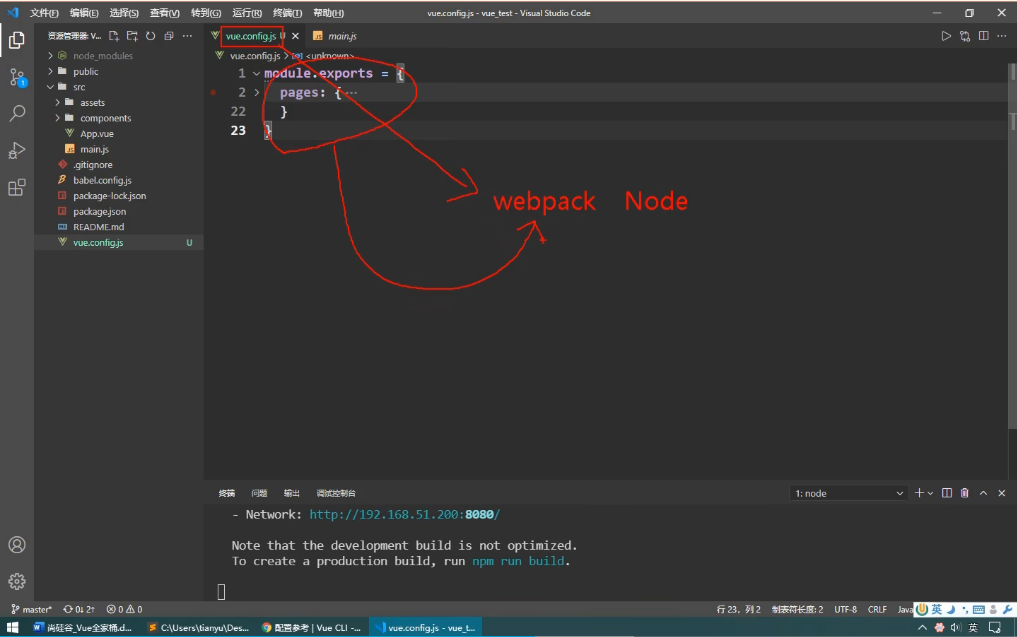 文件(F) 编辑(E) 选择(S) 查看(V) 转到(G) 运行(R) 终端(T) 帮助(H) vue.config.js - vue_test - Visual Studio Code
资源管理器: V...
node_modules
public
src
assets
components
App.vue
main.js
.gitignore
babel.config.js
package-lock.json
package.json
README.md
vue.config.js U
vue.config.js U main.js
vue.config.js > <unknown>
1 module.exports = {
2 pages: {...
22 }
23 }
webpack Node
终端 问题 输出 调试控制台 1: node
- Network: http://192.168.51.200:8080/
Note that the development build is not optimized.
To create a production build, run npm run build.
master* 0↓ 2↑ 0 0 行 23，列 2 制表符长度: 2 UTF-8 CRLF Java 英
尚硅谷_Vue全家桶.d... C:\Users\tianyu\Des... 配置参考 | Vue CLI -... vue.config.js - vue_t... 英